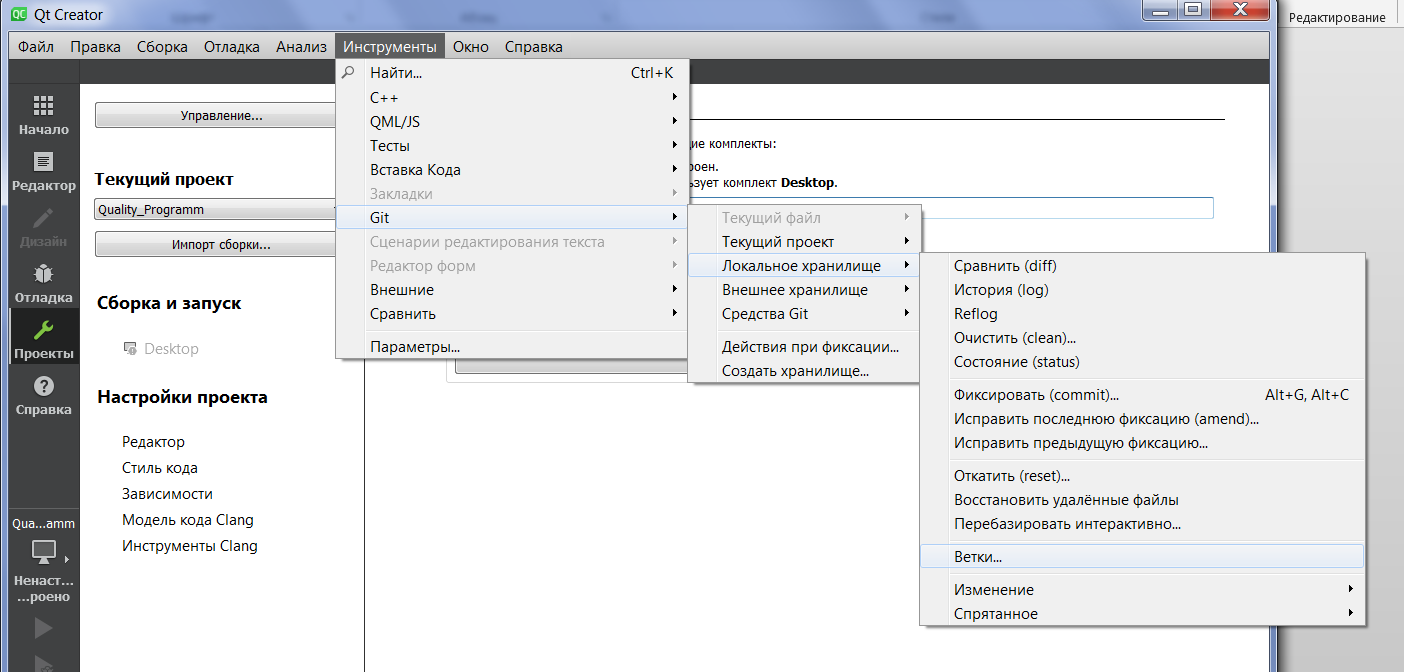 Qt Creator
Редактирование
Файл Правка Сборка Отладка Анализ Инструменты Окно Справка
Найти... Ctrl+K
C++
QML/JS
Тесты
Вставка Кода
Закладки
Git
Сценарии редактирования текста
Редактор форм
Внешние
Сравнить
Параметры...
Текущий файл
Текущий проект
Локальное хранилище
Внешнее хранилище
Средства Git
Действия при фиксации...
Создать хранилище...
Сравнить (diff)
История (log)
Reflog
Очистить (clean)...
Состояние (status)
Фиксировать (commit)... Alt+G, Alt+C
Исправить последнюю фиксацию (amend)...
Исправить предыдущую фиксацию...
Откатить (reset)...
Восстановить удалённые файлы
Перебазировать интерактивно...
Ветки...
Изменение
Спрятанное
Начало
Редактор
Дизайн
Отладка
Проекты
Справка
Qua...amm
Ненаст...
...роено
Управление...
Текущий проект
Quality_Programm
Импорт сборки...
Сборка и запуск
Desktop
Настройки проекта
Редактор
Стиль кода
Зависимости
Модель кода Clang
Инструменты Clang
комплекты:
комплект Desktop.